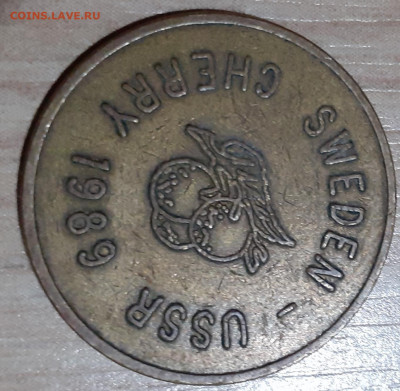 COINS.LAVE.RU
SWEDEN - USSR
CHERRY 1989